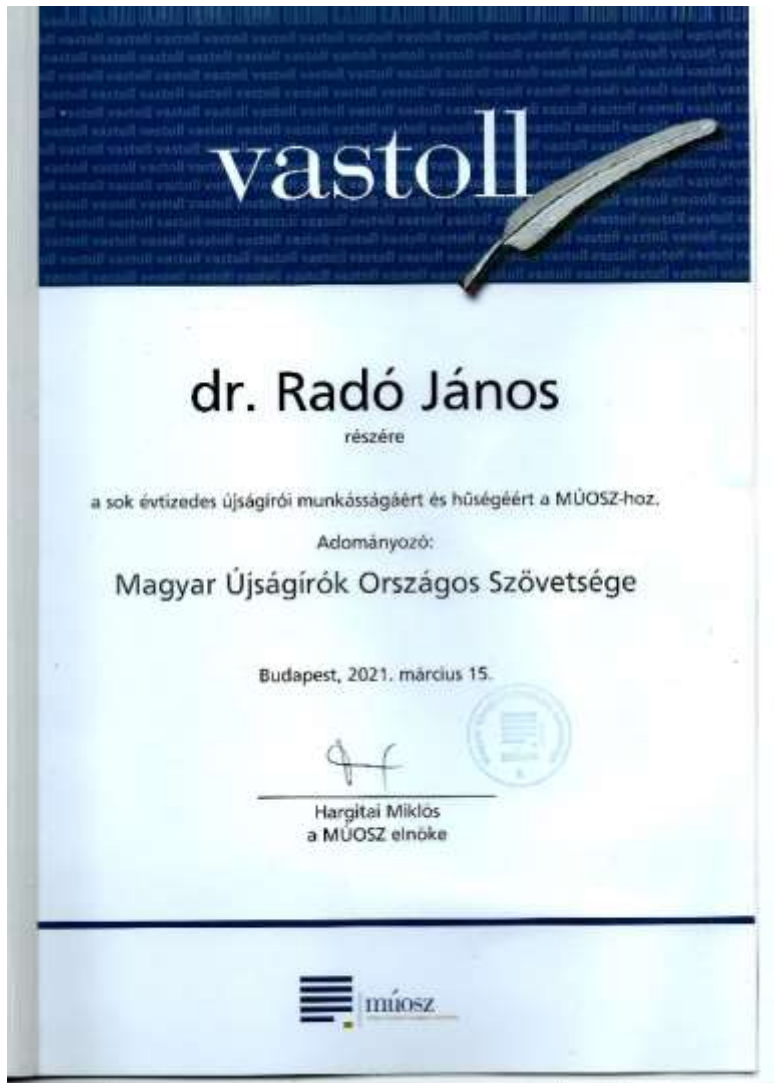 vastoll
dr. Radó János
részére
a sok évtizedes újságírói munkásságáért és hűségéért a MÚOSZ-hoz.
Adományozó:
Magyar Újságírók Országos Szövetsége
Budapest, 2021. március 15.
Hargitai Miklós
a MÚOSZ elnöke
múosz